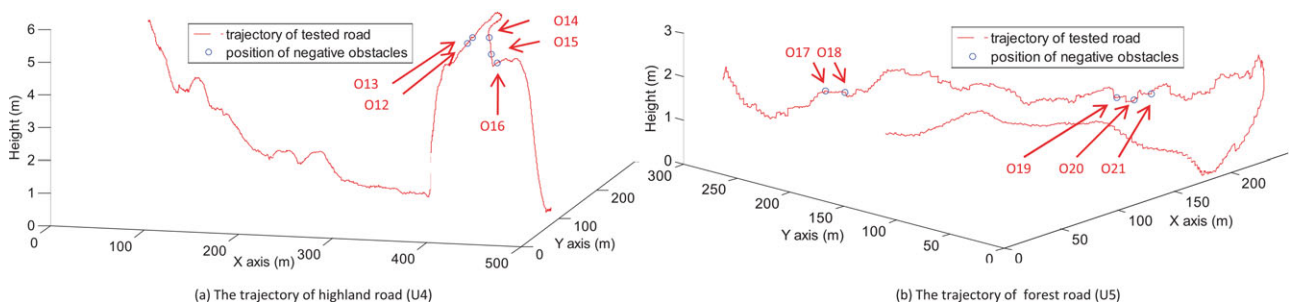 6
5
4
3
2
1
0
Height (m)
trajectory of tested road
position of negative obstacles
O14
O15
O13
O12
O16
0
100
200
300
400
500
X axis (m)
0
100
200
Y axis (m)
(a) The trajectory of highland road (U4)
3
2
1
0
Height (m)
trajectory of tested road
position of negative obstacles
O17 O18
O19
O20
O21
300
250
200
150
100
50
0
Y axis (m)
0
50
100
150
200
X axis (m)
(b) The trajectory of forest road (U5)